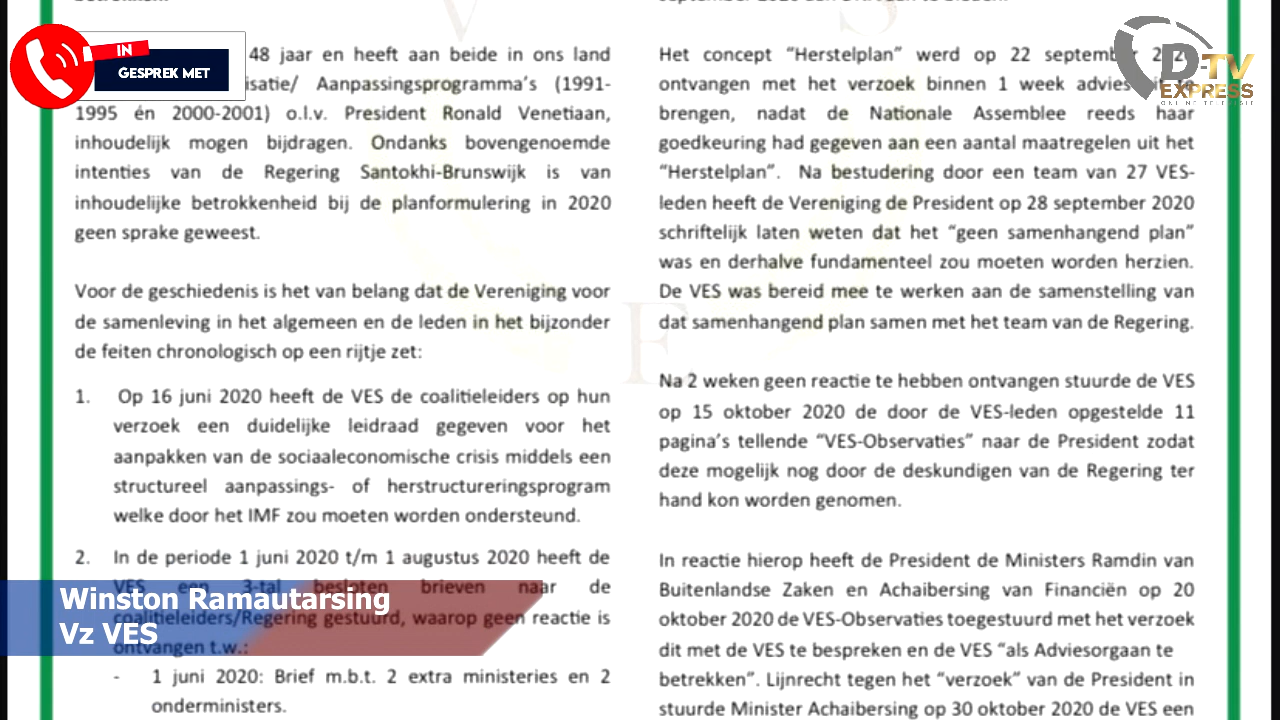 IN
GESPREK MET
D-TV
EXPRESS
ONLINE TELEVISIE
48 jaar en heeft aan beide in ons land
isatie/ Aanpassingsprogramma’s (1991-
1995 én 2000-2001) o.l.v. President Ronald Venetiaan,
inhoudelijk mogen bijdragen. Ondanks bovengenoemde
intenties van de Regering Santokhi-Brunswijk is van
inhoudelijke betrokkenheid bij de planformulering in 2020
geen sprake geweest.
Voor de geschiedenis is het van belang dat de Vereniging voor
de samenleving in het algemeen en de leden in het bijzonder
de feiten chronologisch op een rijtje zet:
1. Op 16 juni 2020 heeft de VES de coalitieleiders op hun
verzoek een duidelijke leidraad gegeven voor het
aanpakken van de sociaaleconomische crisis middels een
structureel aanpassings- of herstructureringsprogram
welke door het IMF zou moeten worden ondersteund.
2. In de periode 1 juni 2020 t/m 1 augustus 2020 heeft de
VES een 3-tal besloten brieven naar de
coalitieleiders/Regering gestuurd, waarop geen reactie is
ontvangen t.w.:
- 1 juni 2020: Brief m.b.t. 2 extra ministeries en 2
onderministers.
Het concept “Herstelplan” werd op 22 september 2020
ontvangen met het verzoek binnen 1 week advies uit te
brengen, nadat de Nationale Assemblee reeds haar
goedkeuring had gegeven aan een aantal maatregelen uit het
“Herstelplan”. Na bestudering door een team van 27 VES-
leden heeft de Vereniging de President op 28 september 2020
schriftelijk laten weten dat het “geen samenhangend plan”
was en derhalve fundamenteel zou moeten worden herzien.
De VES was bereid mee te werken aan de samenstelling van
dat samenhangend plan samen met het team van de Regering.
Na 2 weken geen reactie te hebben ontvangen stuurde de VES
op 15 oktober 2020 de door de VES-leden opgestelde 11
pagina’s tellende “VES-Observaties” naar de President zodat
deze mogelijk nog door de deskundigen van de Regering ter
hand kon worden genomen.
In reactie hierop heeft de President de Ministers Ramdin van
Buitenlandse Zaken en Achaibersing van Financiën op 20
oktober 2020 de VES-Observaties toegestuurd met het verzoek
dit met de VES te bespreken en de VES “als Adviesorgaan te
betrekken”. Lijnrecht tegen het “verzoek” van de President in
stuurde Minister Achaibersing op 30 oktober 2020 de VES een
Winston Ramautarsing
Vz VES